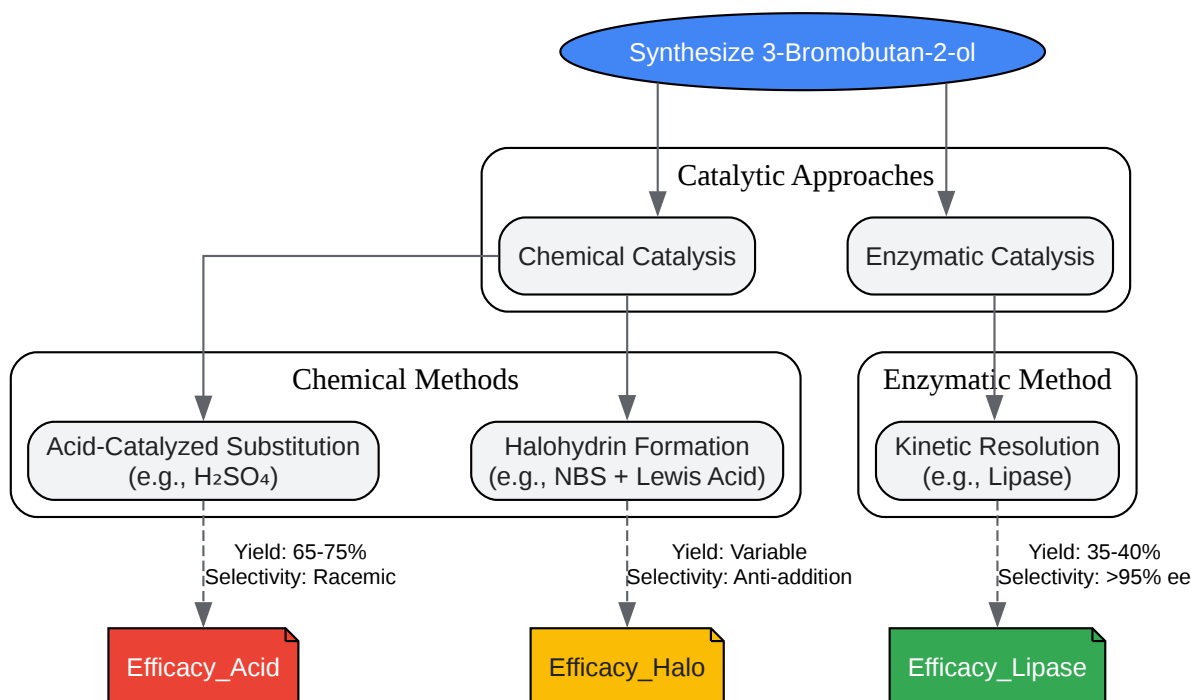 Synthesize 3-Bromobutan-2-ol
Catalytic Approaches
Chemical Catalysis
Enzymatic Catalysis
Chemical Methods
Enzymatic Method
Acid-Catalyzed Substitution
(e.g., H₂SO₄)
Halohydrin Formation
(e.g., NBS + Lewis Acid)
Kinetic Resolution
(e.g., Lipase)
Yield: 65-75%
Selectivity: Racemic
Yield: Variable
Selectivity: Anti-addition
Yield: 35-40%
Selectivity: >95% ee
Efficacy_Acid
Efficacy_Halo
Efficacy_Lipase